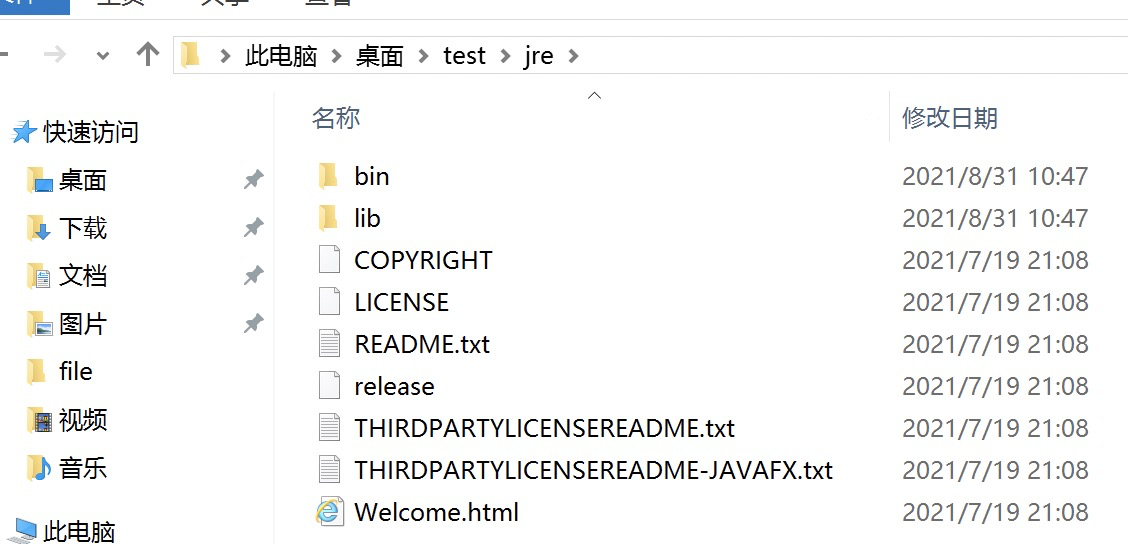 此电脑 桌面 test jre
名称 修改日期
快速访问
桌面
下载
文档
图片
file
视频
音乐
此电脑
bin 2021/8/31 10:47
lib 2021/8/31 10:47
COPYRIGHT 2021/7/19 21:08
LICENSE 2021/7/19 21:08
README.txt 2021/7/19 21:08
release 2021/7/19 21:08
THIRDPARTYLICENSEREADME.txt 2021/7/19 21:08
THIRDPARTYLICENSEREADME-JAVAFX.txt 2021/7/19 21:08
Welcome.html 2021/7/19 21:08